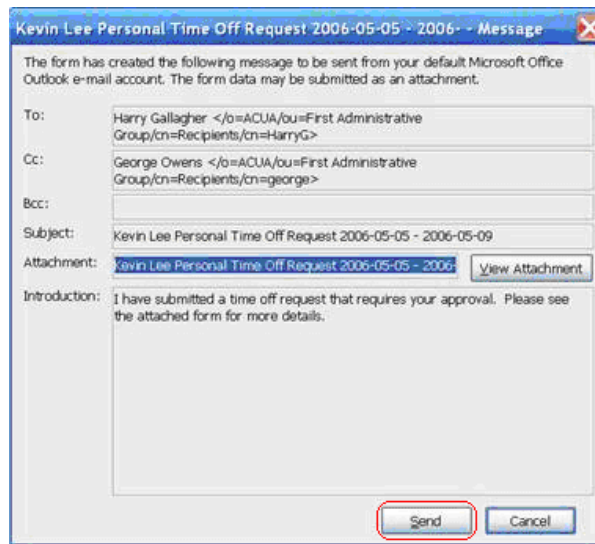 Kevin Lee Personal Time Off Request 2006-05-05 - 2006- - Message
The form has created the following message to be sent from your default Microsoft Office
Outlook e-mail account. The form data may be submitted as an attachment.
To: Harry Gallagher </o=ACUA/ou=First Administrative
Group/cn=Recipients/cn=HarryG>
Cc: George Owens </o=ACUA/ou=First Administrative
Group/cn=Recipients/cn=george>
Bcc:
Subject: Kevin Lee Personal Time Off Request 2006-05-05 - 2006-05-09
Attachment: Kevin Lee Personal Time Off Request 2006-05-05 - 2006- View Attachment
Introduction: I have submitted a time off request that requires your approval. Please see
the attached form for more details.
Send Cancel